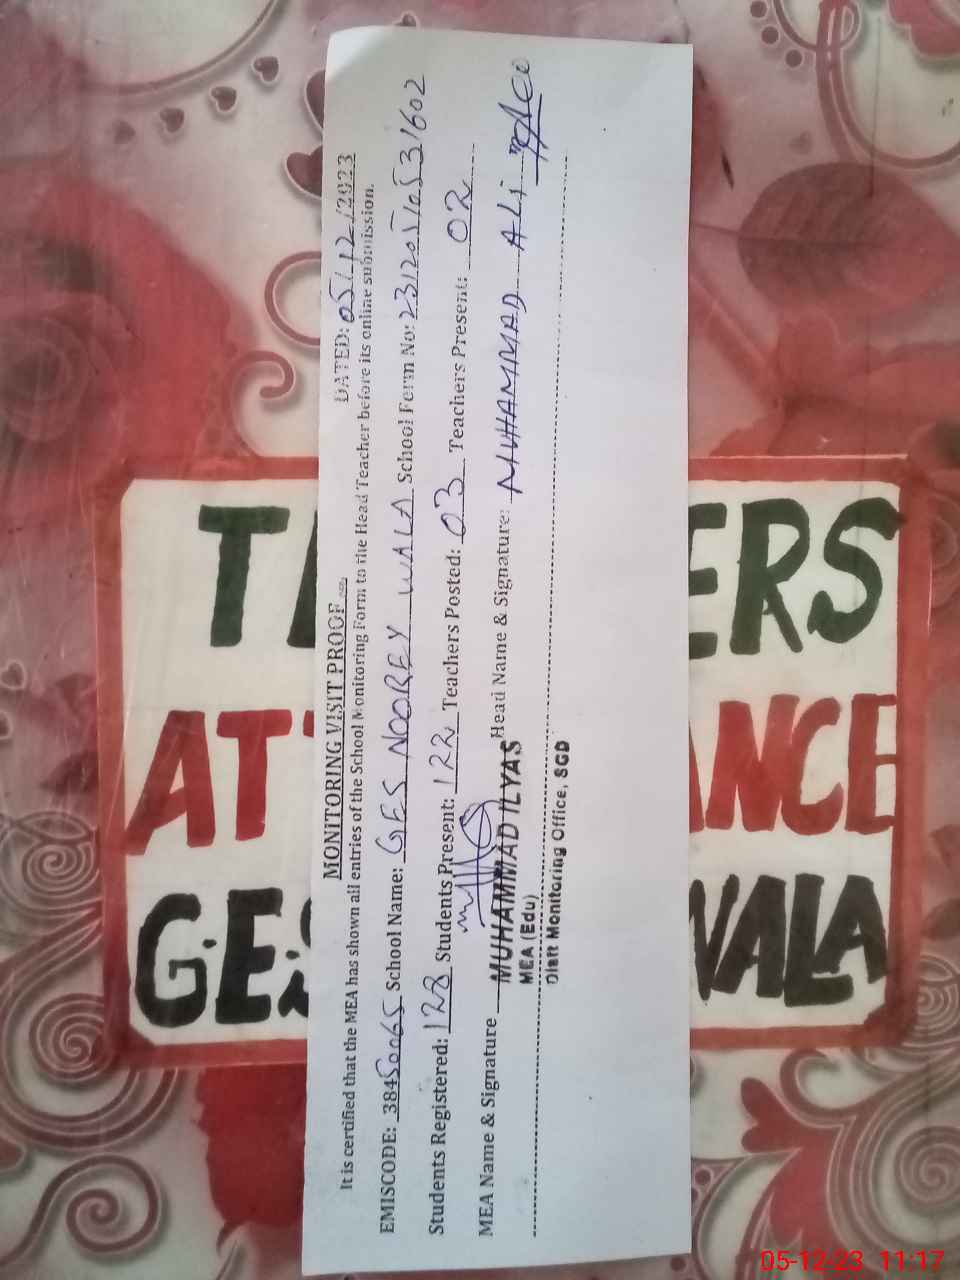 MONITORING VISIT PROOF DATED: 05/12/2023
It is certified that the MEA has shown all entries of the School Monitoring Form to the Head Teacher before its online submission.
EMISCODE: 38450065 School Name: GES NOOREY WALA School Form No: 23120510531602
Students Registered: 128 Students Present: 122 Teachers Posted: 03 Teachers Present: 02
MEA Name & Signature MUHAMMAD ILYAS Head Name & Signature: MUHAMMAD ALI
MEA (Edu)
Distt Monitoring Office, SGD
T ERS
AT ANCE
GES WALA
05-12-23 11:17